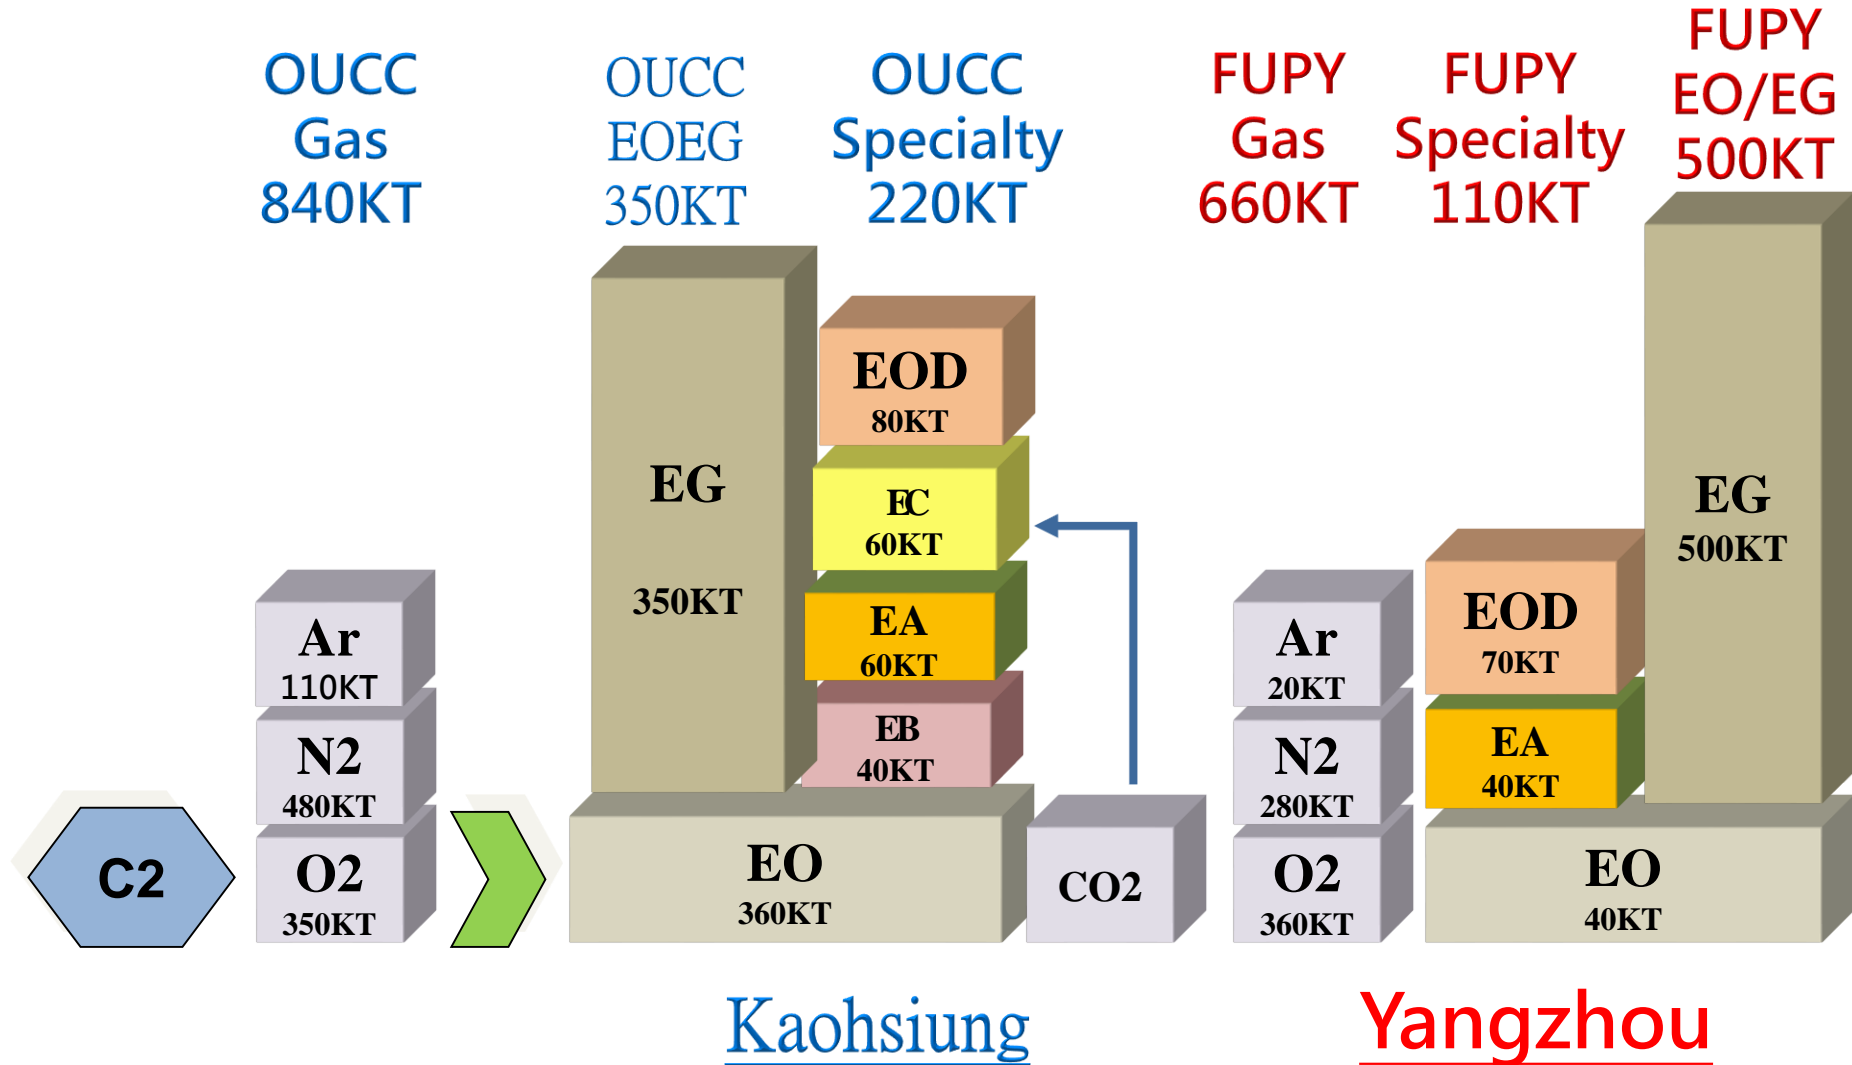 OUCC
Gas
840KT
OUCC
EOEG
350KT
OUCC
Specialty
220KT
FUPY
Gas
660KT
FUPY
Specialty
110KT
FUPY
EO/EG
500KT
C2
Ar
110KT
N2
480KT
O2
350KT
EG
350KT
EOD
80KT
EC
60KT
EA
60KT
EB
40KT
EO
360KT
CO2
Ar
20KT
N2
280KT
O2
360KT
EOD
70KT
EA
40KT
EG
500KT
EO
40KT
Kaohsiung
Yangzhou